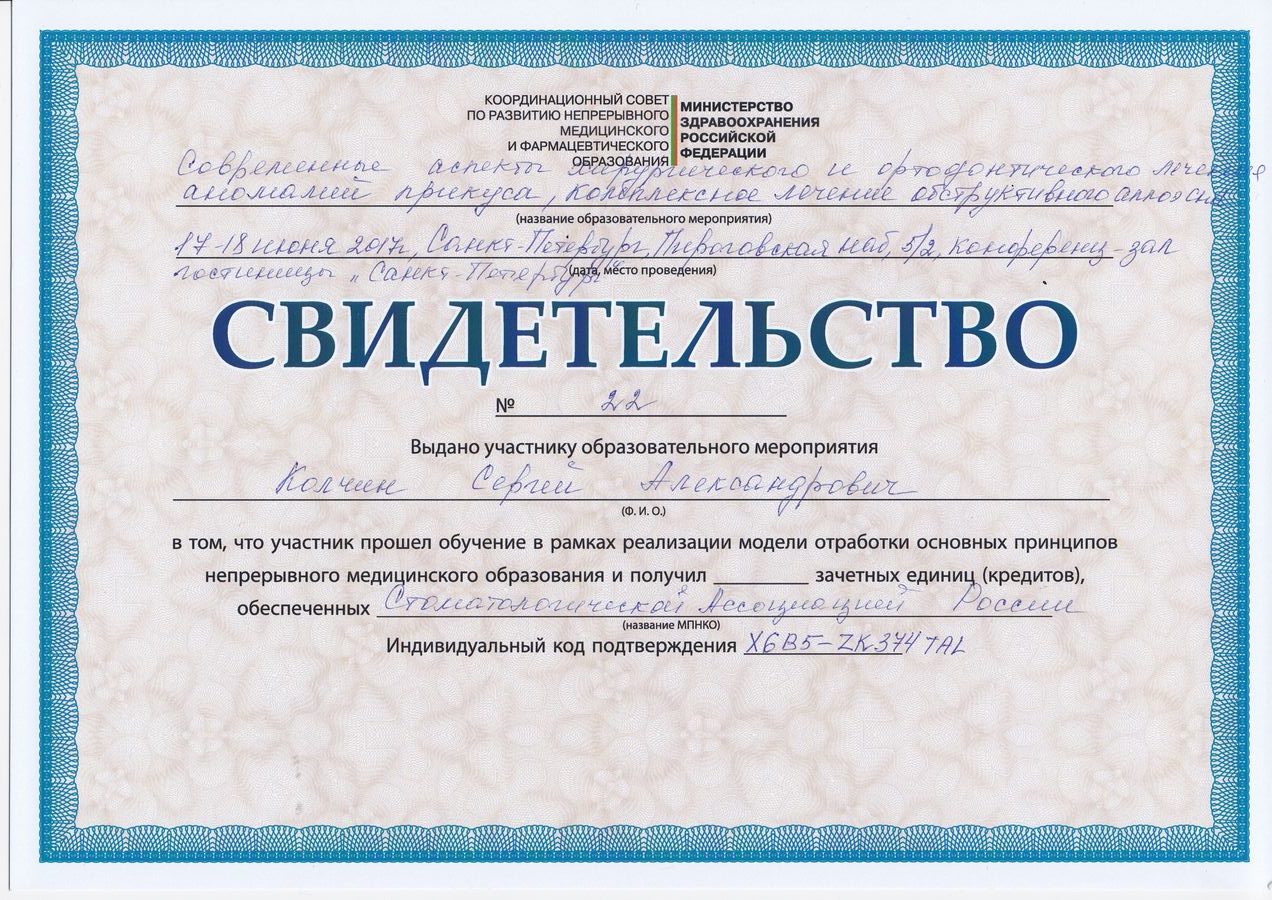 КООРДИНАЦИОННЫЙ СОВЕТ
ПО РАЗВИТИЮ НЕПРЕРЫВНОГО
МЕДИЦИНСКОГО
И ФАРМАЦЕВТИЧЕСКОГО
ОБРАЗОВАНИЯ
МИНИСТЕРСТВО
ЗДРАВООХРАНЕНИЯ
РОССИЙСКОЙ
ФЕДЕРАЦИИ
Современные аспекты хирургического и ортодонтического лечения
аномалий прикуса, комплексное лечение обструктивного апноэ сна
(название образовательного мероприятия)
17-18 июня 2017г, Санкт-Петербург, Пироговская наб, 5/2, конференц-зал
гостиницы "Санкт-Петербург"
(дата, место проведения)
СВИДЕТЕЛЬСТВО
№ 22
Выдано участнику образовательного мероприятия
Колчин Сергей Александрович
(Ф. И. О.)
в том, что участник прошел обучение в рамках реализации модели отработки основных принципов
непрерывного медицинского образования и получил _________ зачетных единиц (кредитов),
обеспеченных Стоматологической Ассоциацией России
(название МПНКО)
Индивидуальный код подтверждения X6B5-ZK374TAL